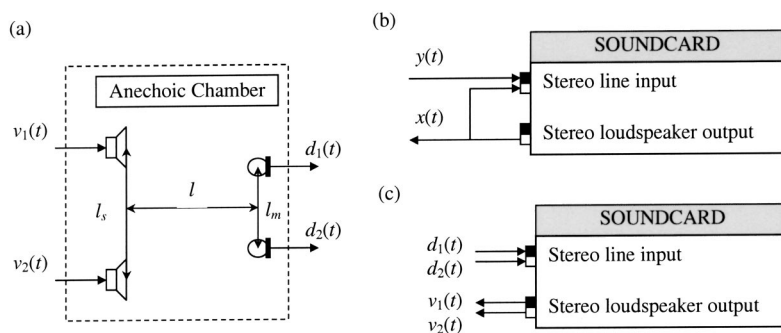 (a)
Anechoic Chamber
v₁(t)
d₁(t)
l
lₛ
lₘ
v₂(t)
d₂(t)
(b)
SOUNDCARD
y(t)
Stereo line input
x(t)
Stereo loudspeaker output
(c)
SOUNDCARD
d₁(t)
Stereo line input
d₂(t)
v₁(t)
Stereo loudspeaker output
v₂(t)